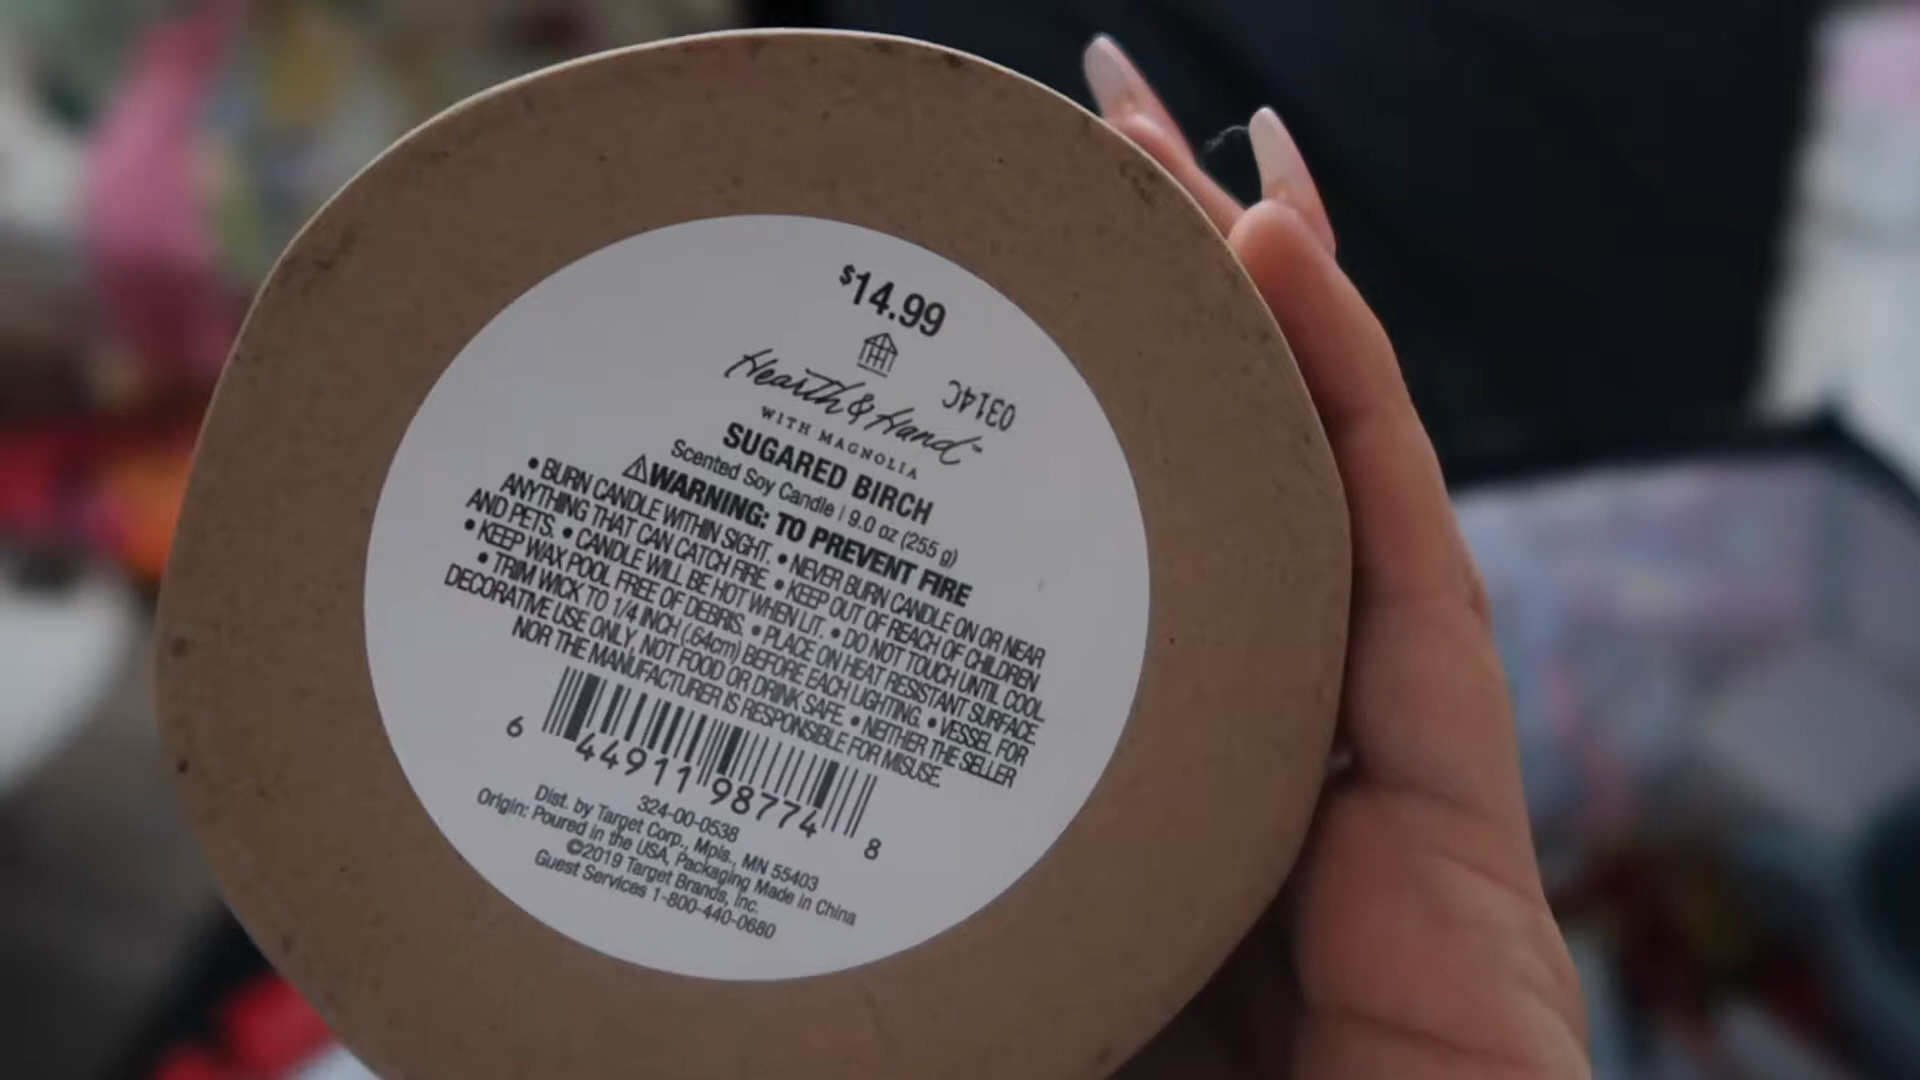 $14.99
Hearth & Hand™
WITH MAGNOLIA
0314C
SUGARED BIRCH
Scented Soy Candle | 9.0 oz (255 g)
⚠WARNING: TO PREVENT FIRE
• BURN CANDLE WITHIN SIGHT. • NEVER BURN CANDLE ON OR NEAR
ANYTHING THAT CAN CATCH FIRE. • KEEP OUT OF REACH OF CHILDREN
AND PETS. • CANDLE WILL BE HOT WHEN LIT. • DO NOT TOUCH UNTIL COOL.
• KEEP WAX POOL FREE OF DEBRIS. • PLACE ON HEAT RESISTANT SURFACE.
• TRIM WICK TO 1/4 INCH (.64cm) BEFORE EACH LIGHTING. • VESSEL FOR
DECORATIVE USE ONLY, NOT FOOD OR DRINK SAFE. • NEITHER THE SELLER
NOR THE MANUFACTURER IS RESPONSIBLE FOR MISUSE.
6 44911 98774 8
324-00-0538
Dist. by Target Corp., Mpls., MN 55403
Origin: Poured in the USA, Packaging Made in China
©2019 Target Brands, Inc.
Guest Services 1-800-440-0680